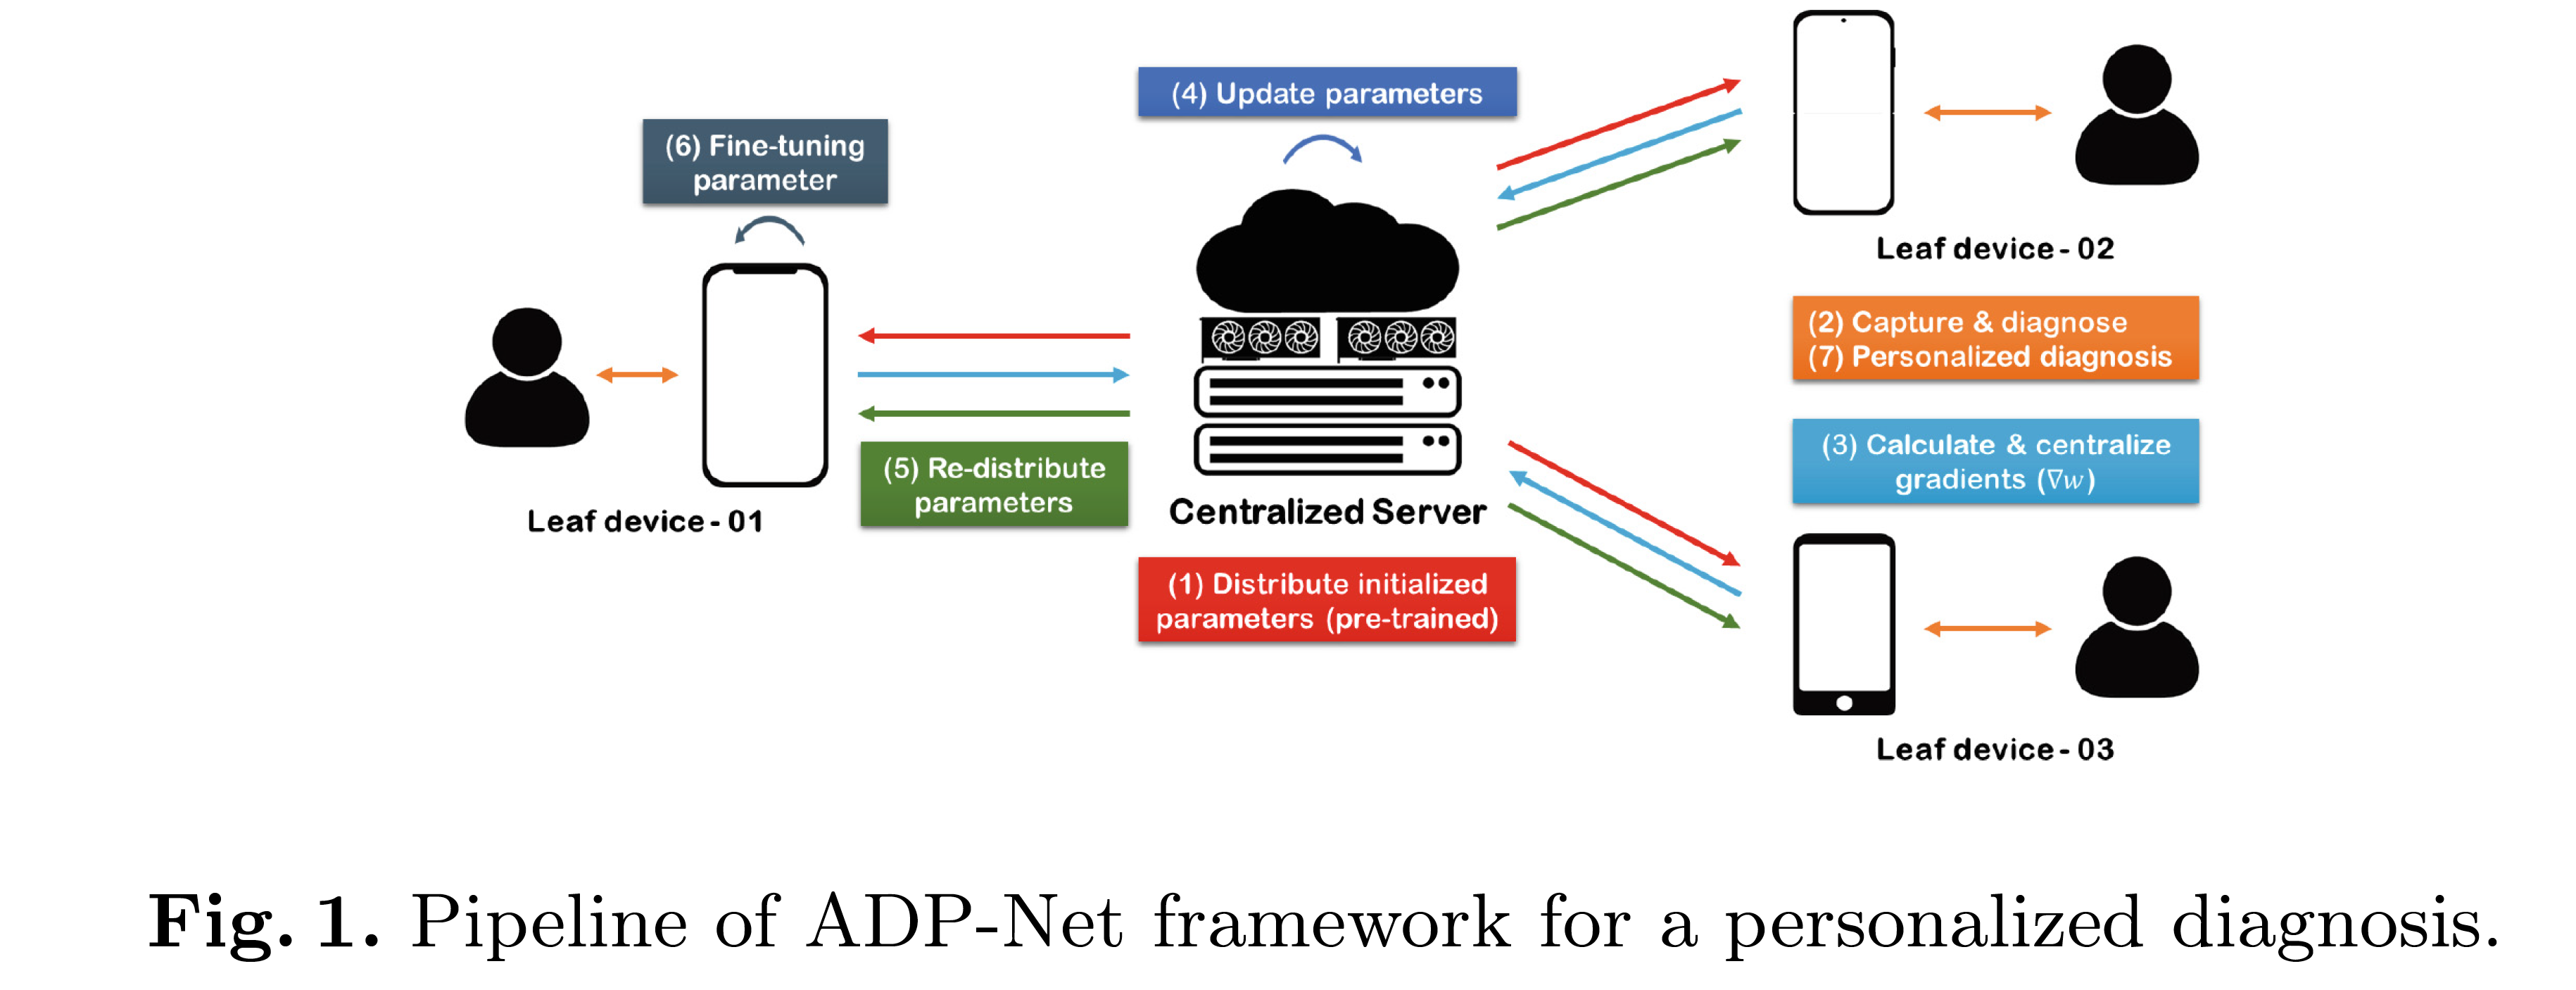 (4) Update parameters
(6) Fine-tuning
parameter
Leaf device - 02
(2) Capture & diagnose
(7) Personalized diagnosis
(3) Calculate & centralize
gradients (∇w)
(5) Re-distribute
parameters
Leaf device - 01
Centralized Server
(1) Distribute initialized
parameters (pre-trained)
Leaf device - 03
Fig. 1. Pipeline of ADP-Net framework for a personalized diagnosis.